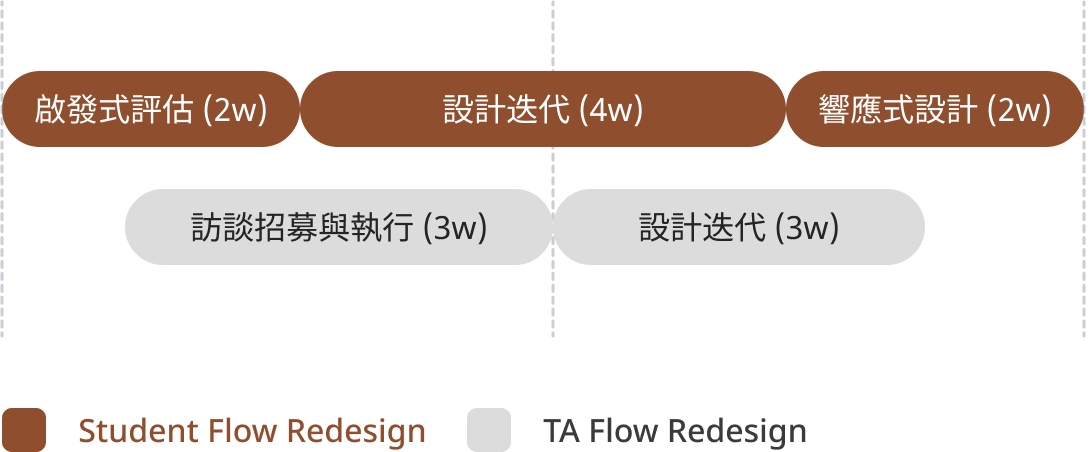 啟發式評估 (2w)
設計迭代 (4w)
響應式設計 (2w)
訪談招募與執行 (3w)
設計迭代 (3w)
Student Flow Redesign
TA Flow Redesign